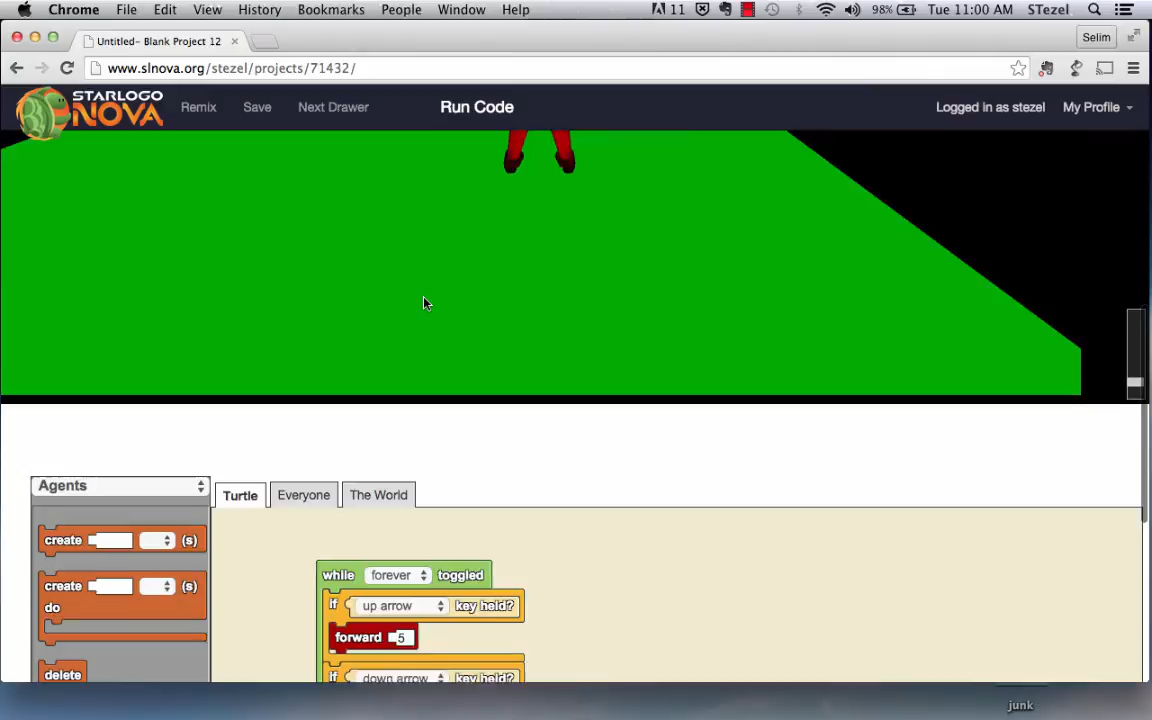 Chrome File Edit View History Bookmarks People Window Help 11 98% Tue 11:00 AM STezel
Untitled- Blank Project 12 Selim
www.slnova.org/stezel/projects/71432/
STARLOGO NOVA Remix Save Next Drawer Run Code Logged in as stezel My Profile
Agents Turtle Everyone The World
create (s)
while forever toggled
create (s)
if up arrow key held?
do
forward 5
delete
if down arrow key held?
junk